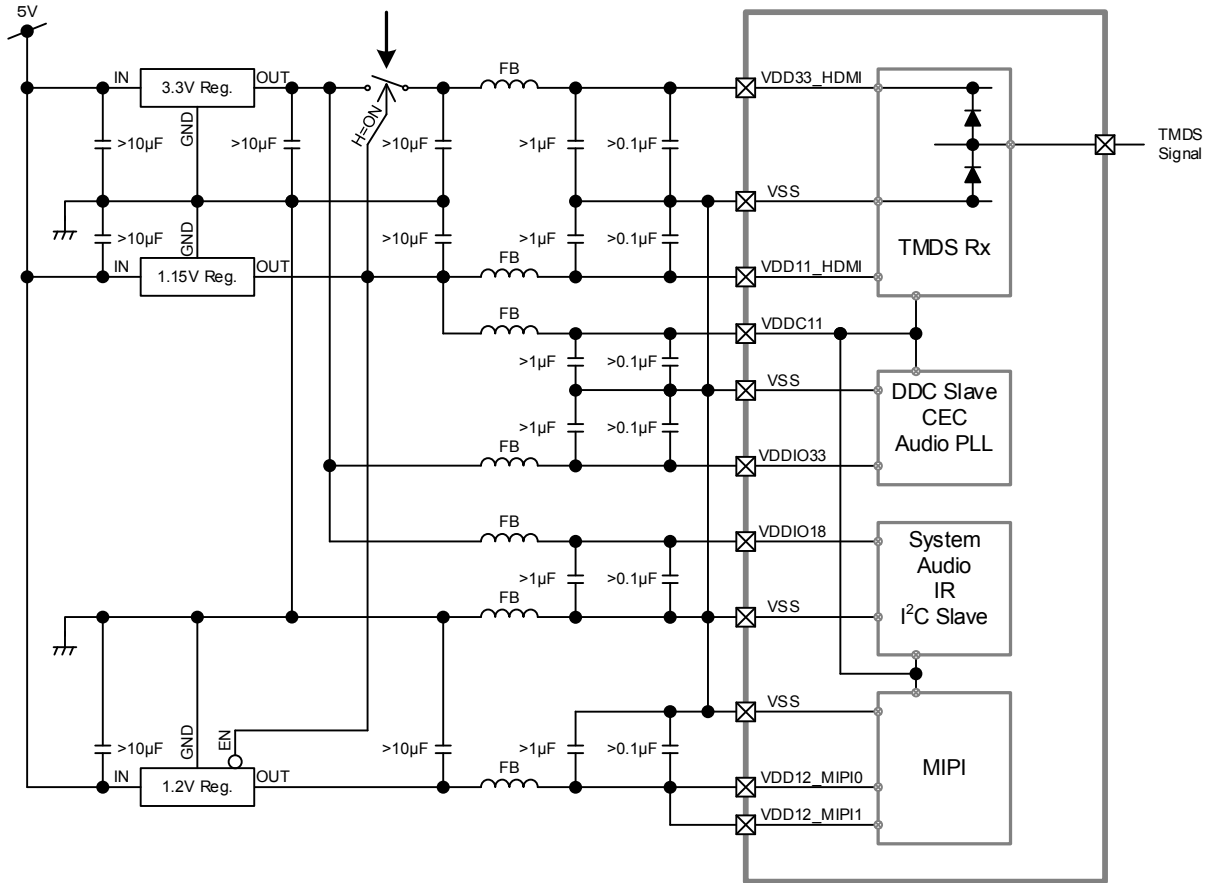 5V
IN
3.3V Reg.
OUT
GND
>10µF
>10µF
H=ON
>10µF
FB
>1µF
>0.1µF
VDD33_HDMI
VSS
TMDS Rx
TMDS
Signal
>10µF
GND
IN
1.15V Reg.
OUT
>10µF
FB
>1µF
>0.1µF
VDD11_HDMI
FB
>1µF
>0.1µF
VDDC11
VSS
DDC Slave
CEC
Audio PLL
>1µF
>0.1µF
FB
VDDIO33
FB
VDDIO18
>1µF
>0.1µF
FB
VSS
System
Audio
IR
I²C Slave
>10µF
GND
EN
IN
1.2V Reg.
OUT
>10µF
>1µF
>0.1µF
FB
VSS
MIPI
VDD12_MIPI0
VDD12_MIPI1